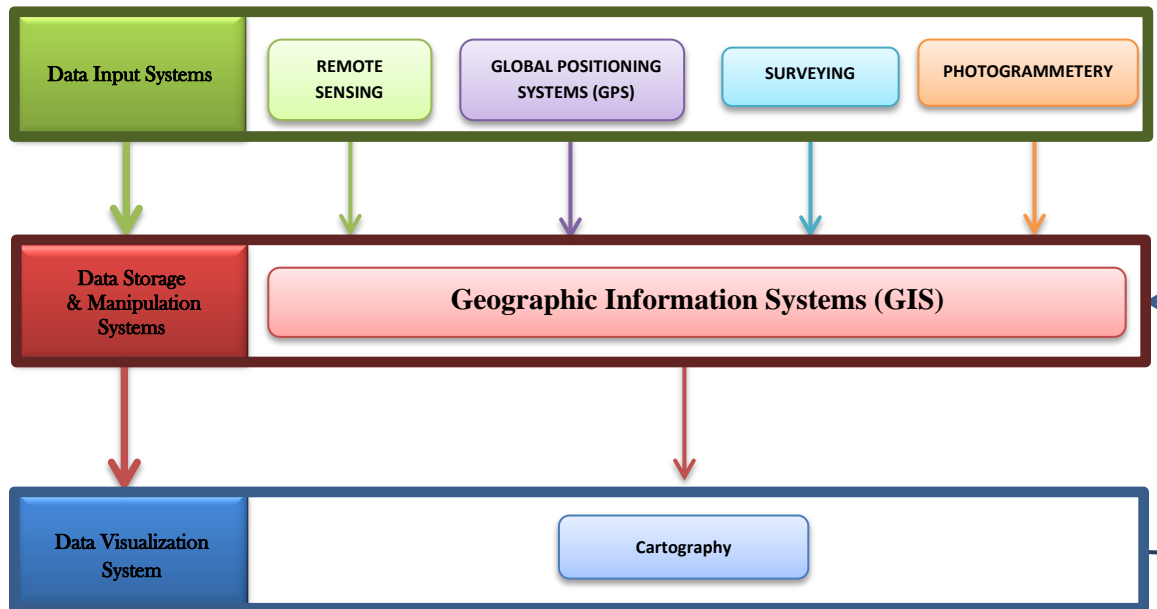 Data Input Systems
REMOTE
SENSING
GLOBAL POSITIONING
SYSTEMS (GPS)
SURVEYING
PHOTOGRAMMETERY
Data Storage
& Manipulation
Systems
Geographic Information Systems (GIS)
Data Visualization
System
Cartography